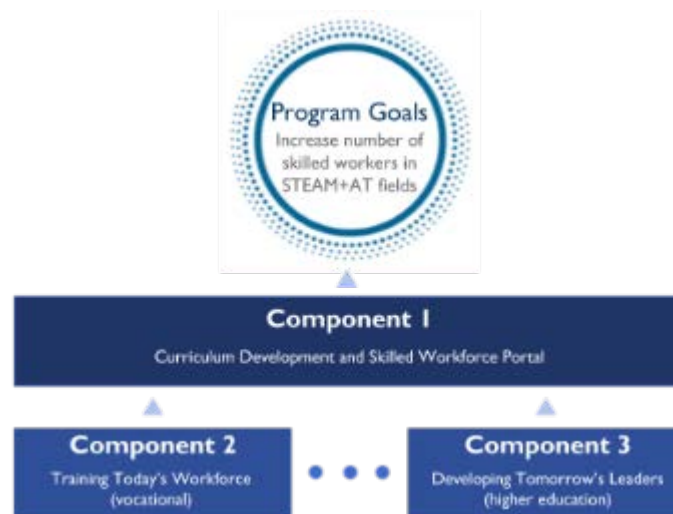 Program Goals
Increase number of
skilled workers in
STEAM+AT fields
Component 1
Curriculum Development and Skilled Workforce Portal
Component 2
Training Today's Workforce
(vocational)
Component 3
Developing Tomorrow's Leaders
(higher education)